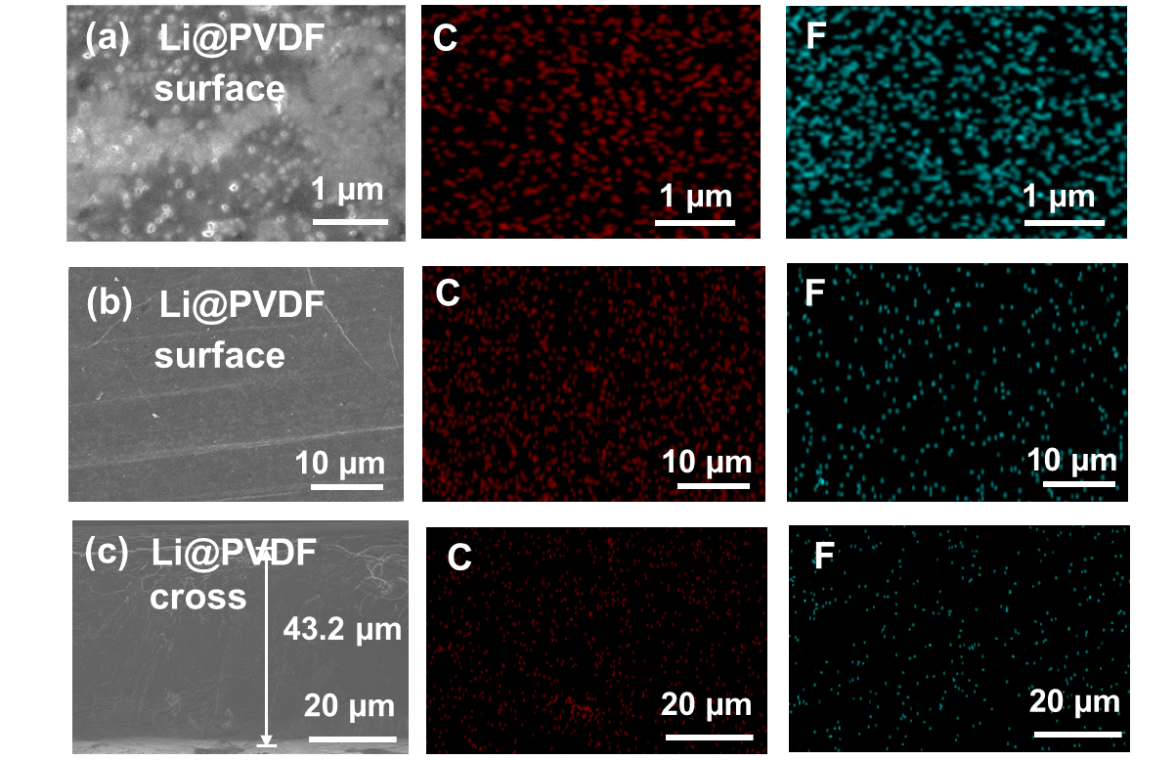 (a) Li@PVDF
surface
1 μm
C
1 μm
F
1 μm
(b) Li@PVDF
surface
10 μm
C
10 μm
F
10 μm
(c) Li@PVDF
cross
43.2 μm
20 μm
C
20 μm
F
20 μm